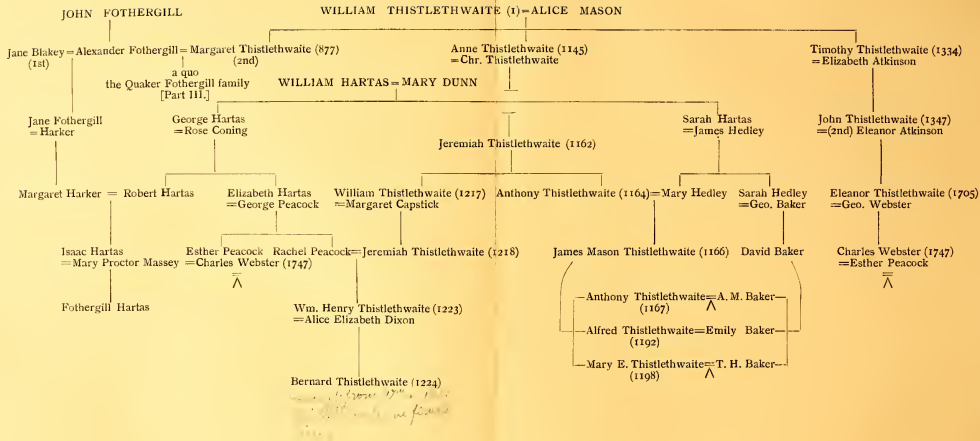 JOHN FOTHERGILL
WILLIAM THISTLETHWAITE (1)=ALICE MASON
Jane Blakey=Alexander Fothergill=Margaret Thistlethwaite (877)
(1st)
(2nd)
a quo
the Quaker Fothergill family
[Part III.]
Anne Thistlethwaite (1145)
=Chr. Thistlethwaite
Timothy Thistlethwaite (1334)
=Elizabeth Atkinson
WILLIAM HARTAS=MARY DUNN
Jane Fothergill
=Harker
George Hartas
=Rose Coning
Sarah Hartas
=James Hedley
John Thistlethwaite (1347)
=(2nd) Eleanor Atkinson
Jeremiah Thistlethwaite (1162)
Margaret Harker = Robert Hartas
Elizabeth Hartas
=George Peacock
William Thistlethwaite (1217)
=Margaret Capstick
Anthony Thistlethwaite (1164)=Mary Hedley
Sarah Hedley
=Geo. Baker
Eleanor Thistlethwaite (1705)
=Geo. Webster
Isaac Hartas
=Mary Proctor Massey
Esther Peacock
=Charles Webster (1747)
Rachel Peacock=Jeremiah Thistlethwaite (1218)
James Mason Thistlethwaite (1166)
David Baker
Charles Webster (1747)
=Esther Peacock
Fothergill Hartas
Wm. Henry Thistlethwaite (1223)
=Alice Elizabeth Dixon
Anthony Thistlethwaite=A. M. Baker
(1167)
Alfred Thistlethwaite=Emily Baker
(1192)
Mary E. Thistlethwaite=T. H. Baker
(1198)
Bernard Thistlethwaite (1224)